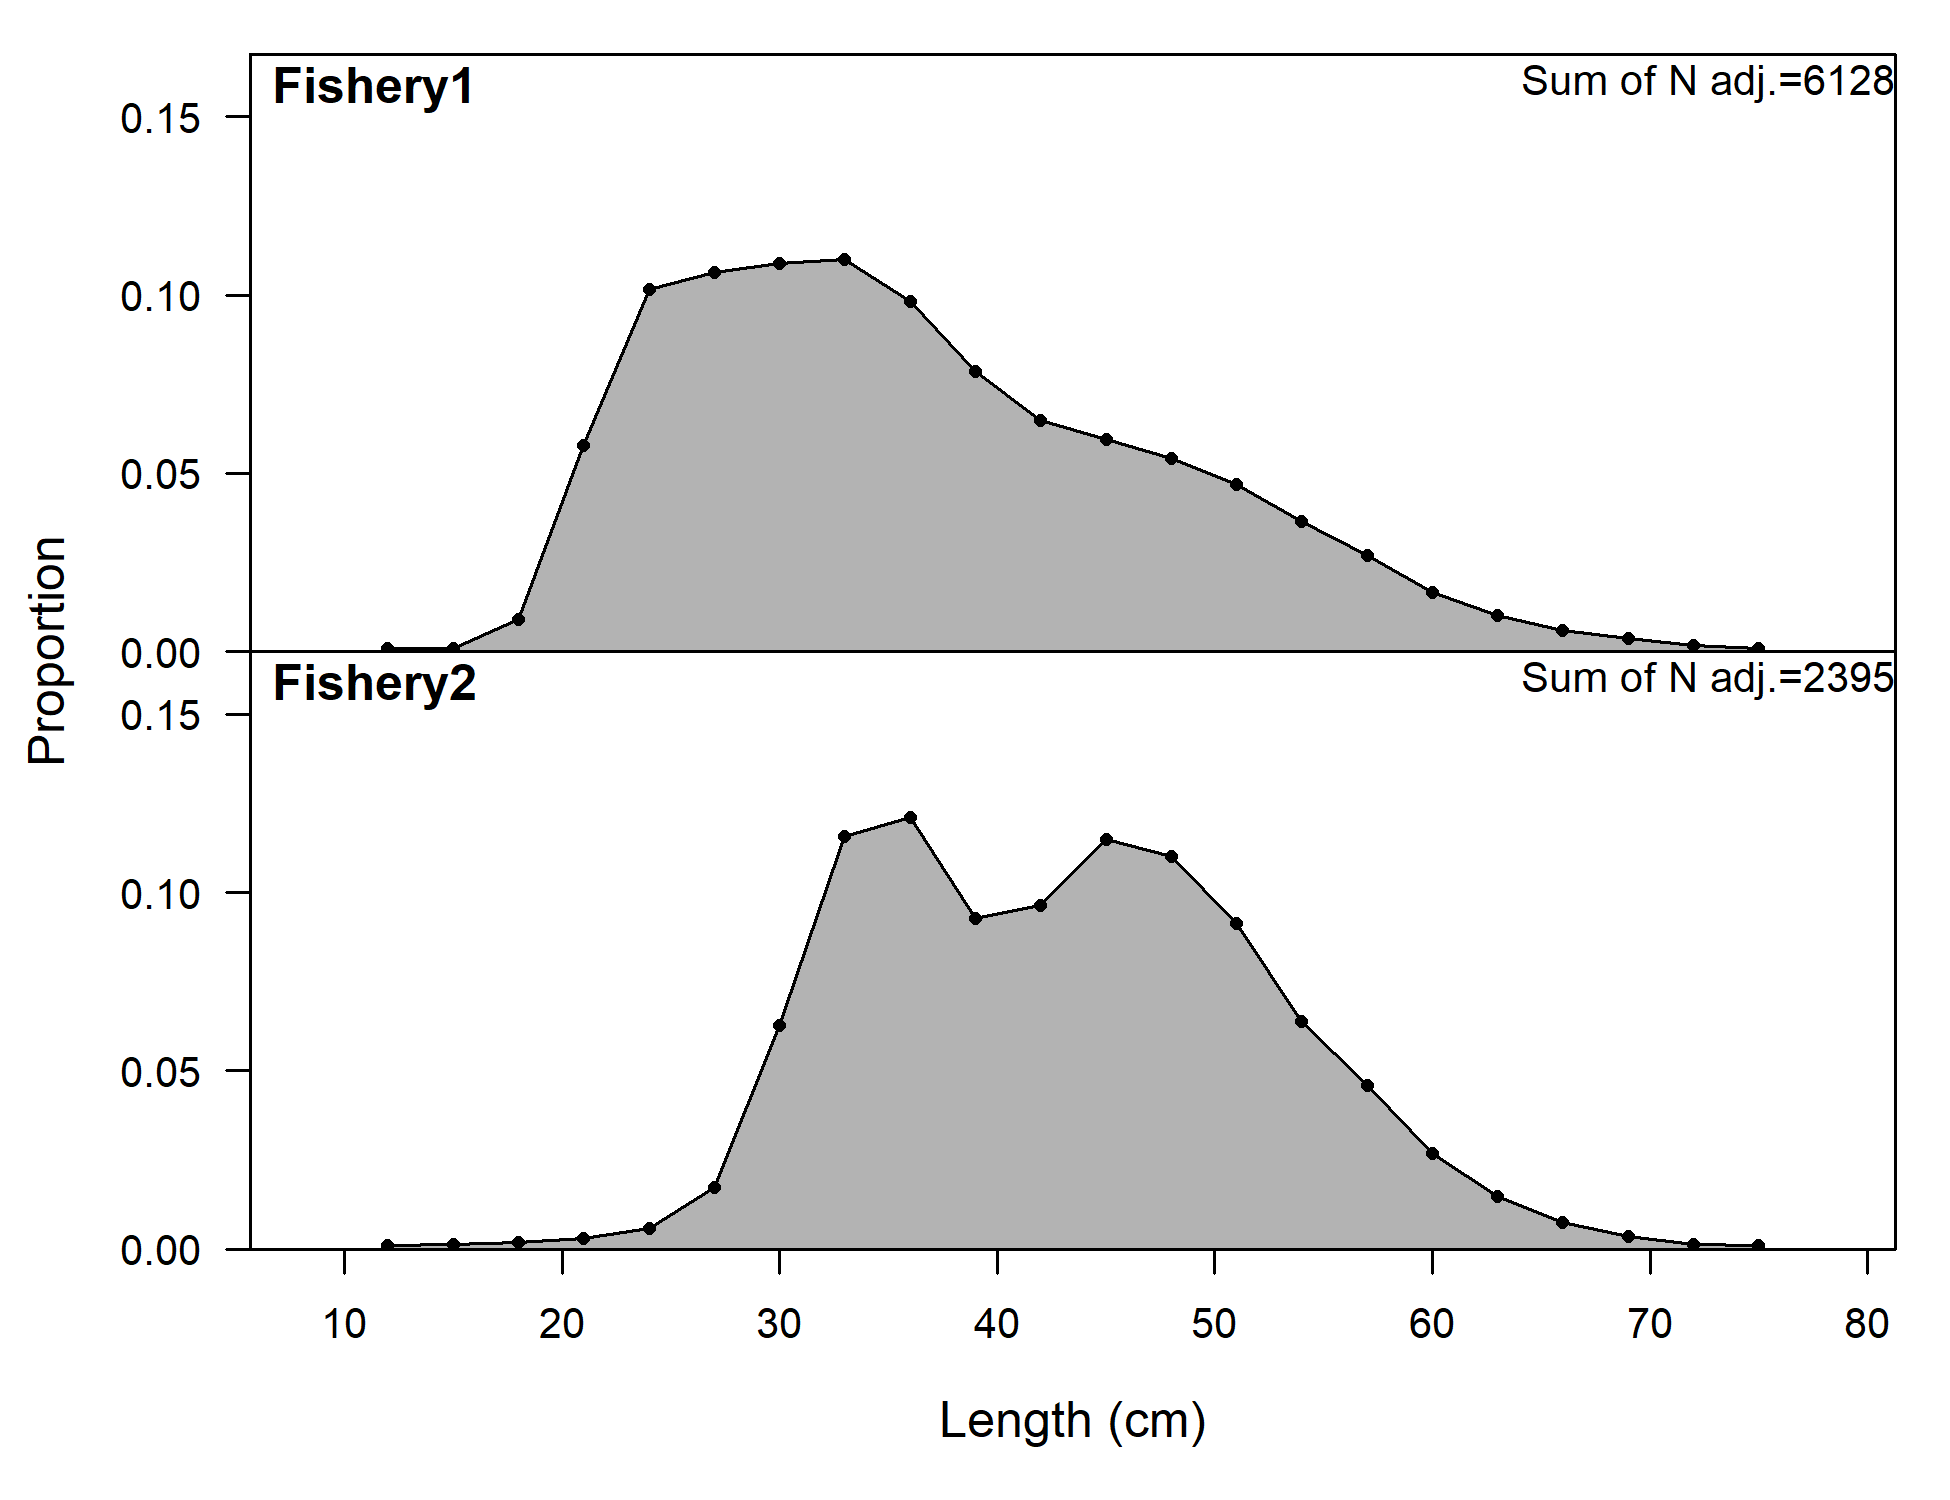 Fishery1
Sum of N adj.=6128
0.15
0.10
0.05
0.00
Fishery2
Sum of N adj.=2395
0.15
0.10
0.05
0.00
Proportion
10 20 30 40 50 60 70 80
Length (cm)